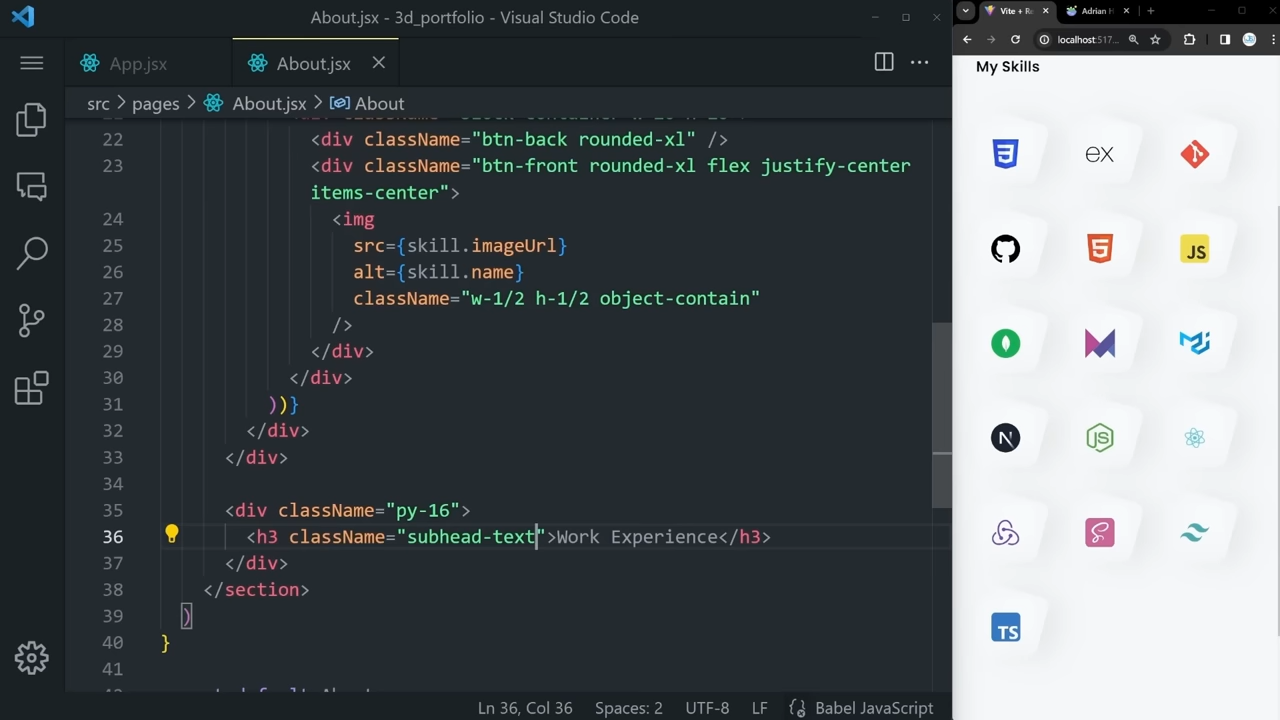 About.jsx - 3d_portfolio - Visual Studio Code
App.jsx
About.jsx
src > pages > About.jsx > About
22 <div className="btn-back rounded-xl" />
23 <div className="btn-front rounded-xl flex justify-center
items-center">
24 <img
25 src={skill.imageUrl}
26 alt={skill.name}
27 className="w-1/2 h-1/2 object-contain"
28 />
29 </div>
30 </div>
31 ))}
32 </div>
33 </div>
34
35 <div className="py-16">
36 <h3 className="subhead-text">Work Experience</h3>
37 </div>
38 </section>
39 )
40 }
41
Ln 36, Col 36
Spaces: 2
UTF-8
LF
Babel JavaScript
Vite + Re
Adrian H
localhost:517...
My Skills
3
ex
5
JS
N
JS
TS